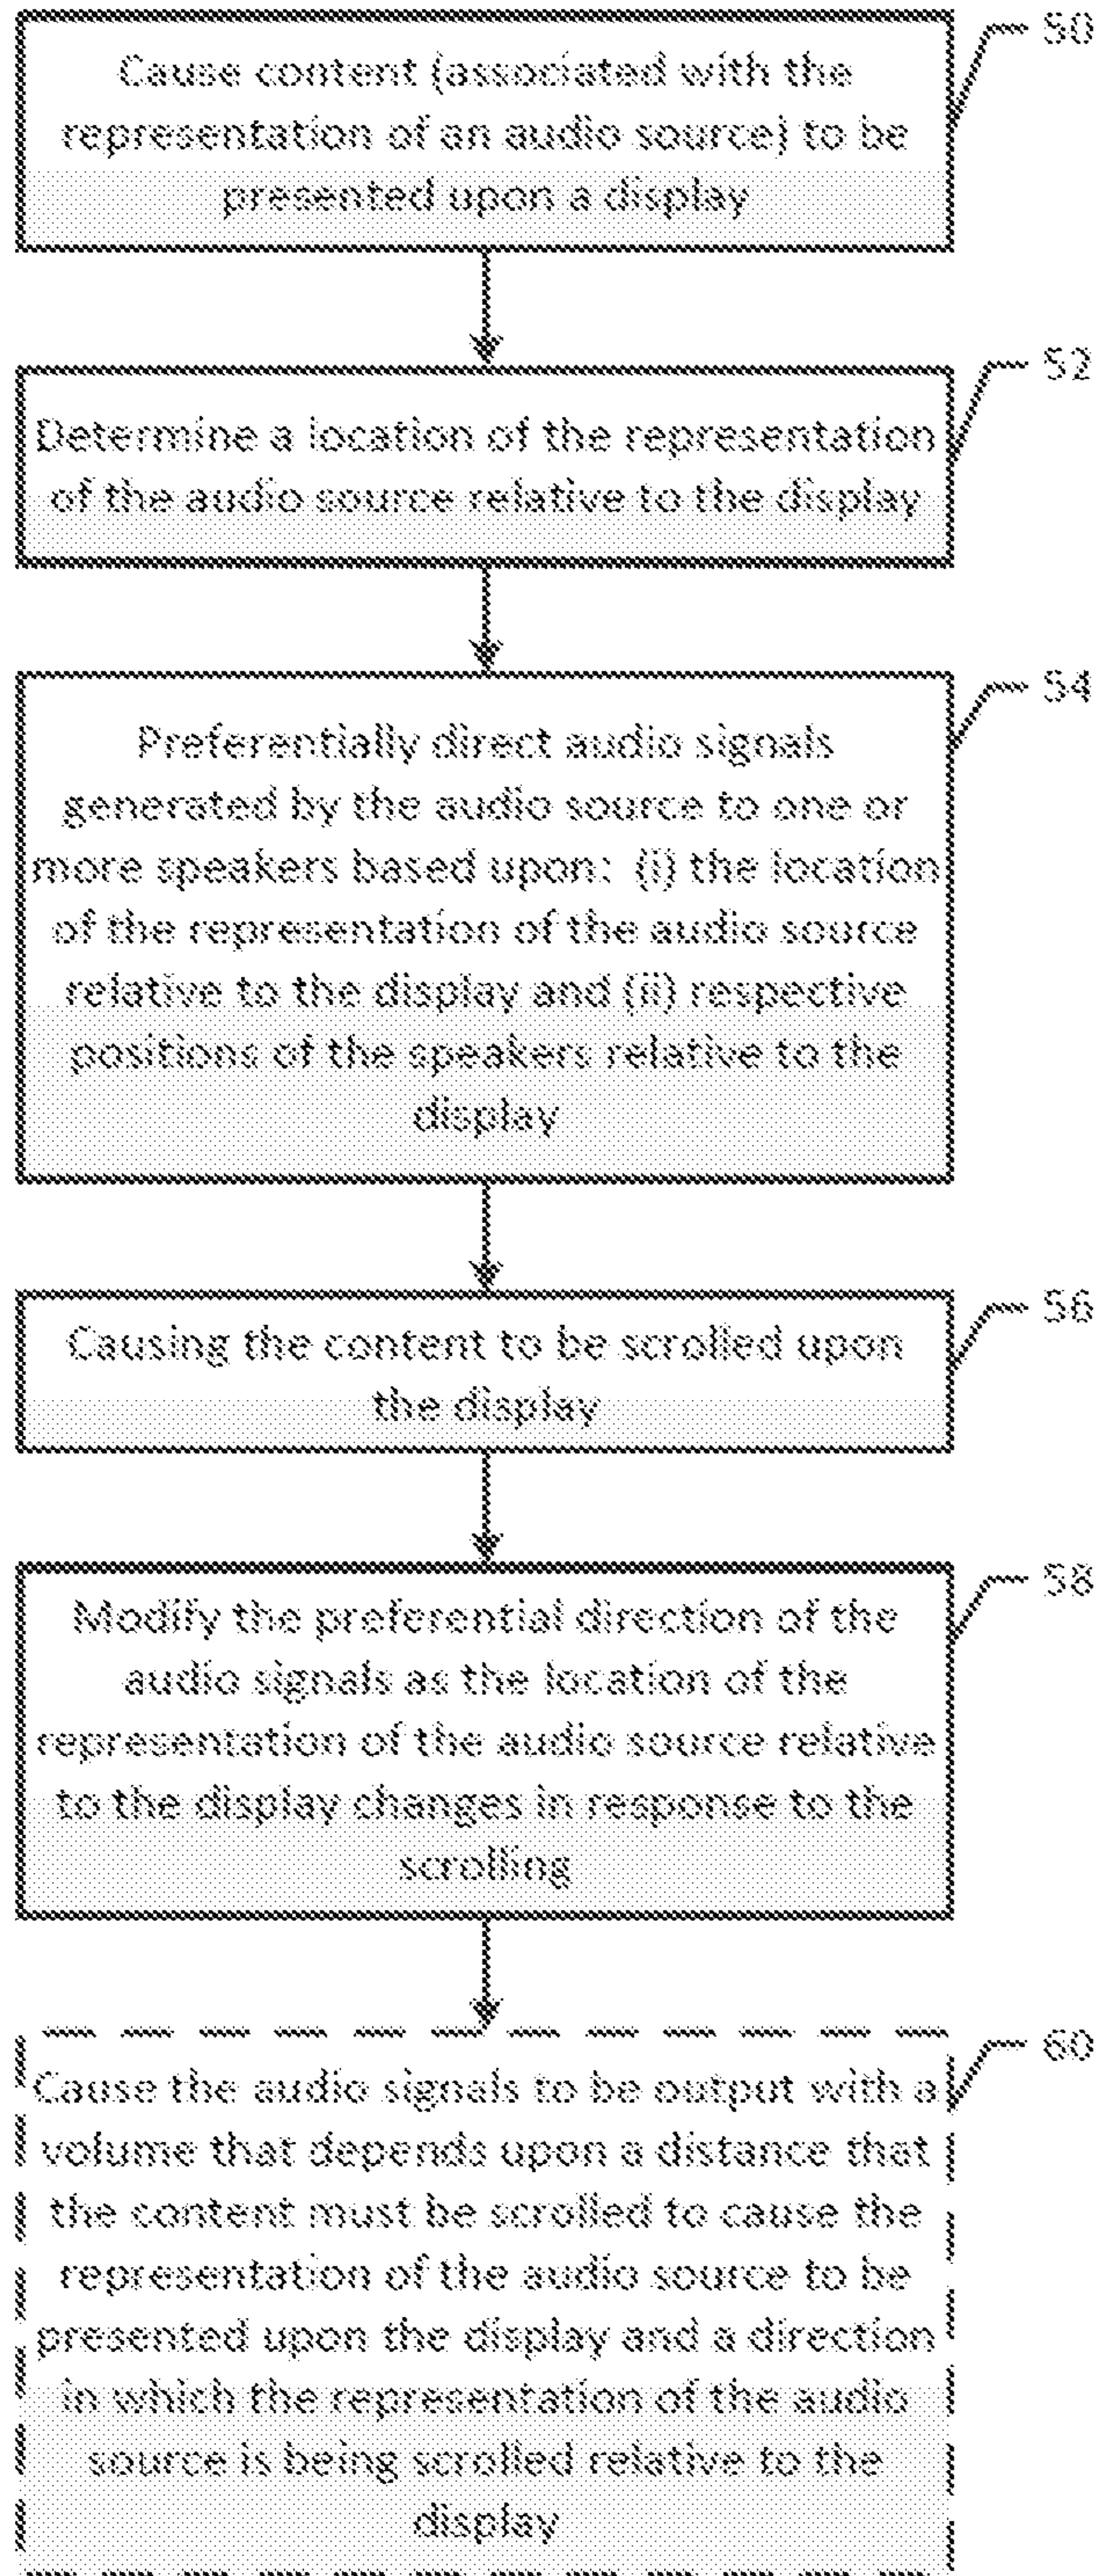 50
Cause content (associated with the
representation of an audio source) to be
presented upon a display
52
Determine a location of the representation
of the audio source relative to the display
54
Preferentially direct audio signals
generated by the audio source to one or
more speakers based upon: (i) the location
of the representation of the audio source
relative to the display and (ii) respective
positions of the speakers relative to the
display
56
Causing the content to be scrolled upon
the display
58
Modify the preferential direction of the
audio signals as the location of the
representation of the audio source relative
to the display changes in response to the
scrolling
60
Cause the audio signals to be output with a
volume that depends upon a distance that
the content must be scrolled to cause the
representation of the audio source to be
presented upon the display and a direction
in which the representation of the audio
source is being scrolled relative to the
display